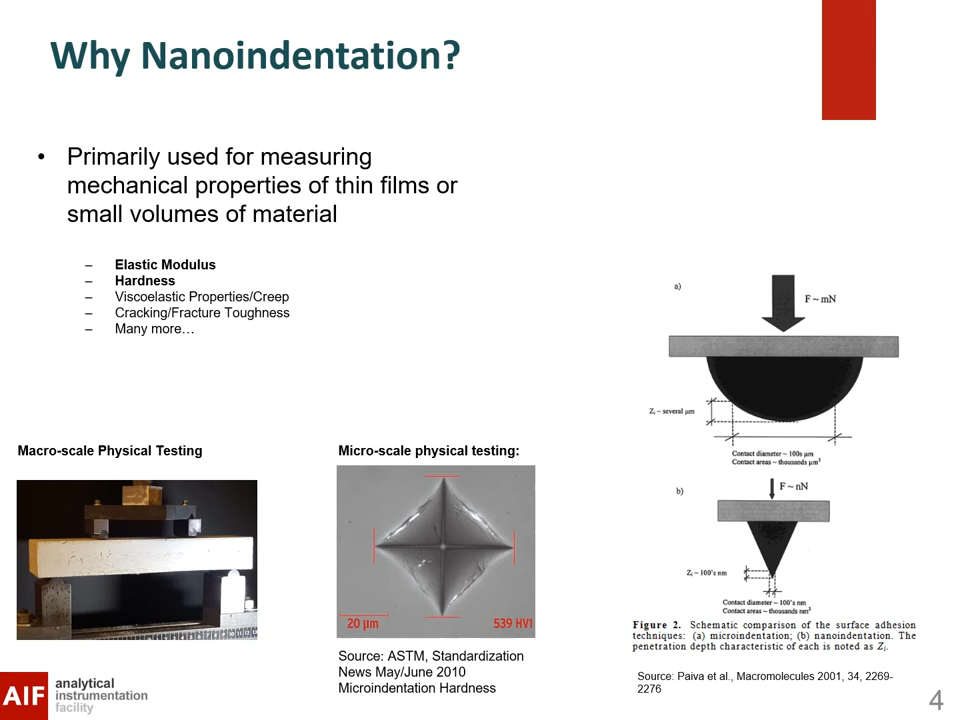 Why Nanoindentation?
• Primarily used for measuring
mechanical properties of thin films or
small volumes of material
– Elastic Modulus
– Hardness
– Viscoelastic Properties/Creep
– Cracking/Fracture Toughness
– Many more…
a)
F ~ mN
Zᵢ ~ several μm
Contact diameter ~ 100s μm
Contact areas ~ thousands μm²
b)
F ~ nN
Zᵢ ~ 100's nm
Contact diameter ~ 100's nm
Contact areas ~ thousands nm²
Figure 2. Schematic comparison of the surface adhesion
techniques: (a) microindentation; (b) nanoindentation. The
penetration depth characteristic of each is noted as Zᵢ.
Source: Paiva et al., Macromolecules 2001, 34, 2269-
2276
Macro-scale Physical Testing
Micro-scale physical testing:
20 μm
539 HV1
Source: ASTM, Standardization
News May/June 2010
Microindentation Hardness
AIF analytical
instrumentation
facility
4